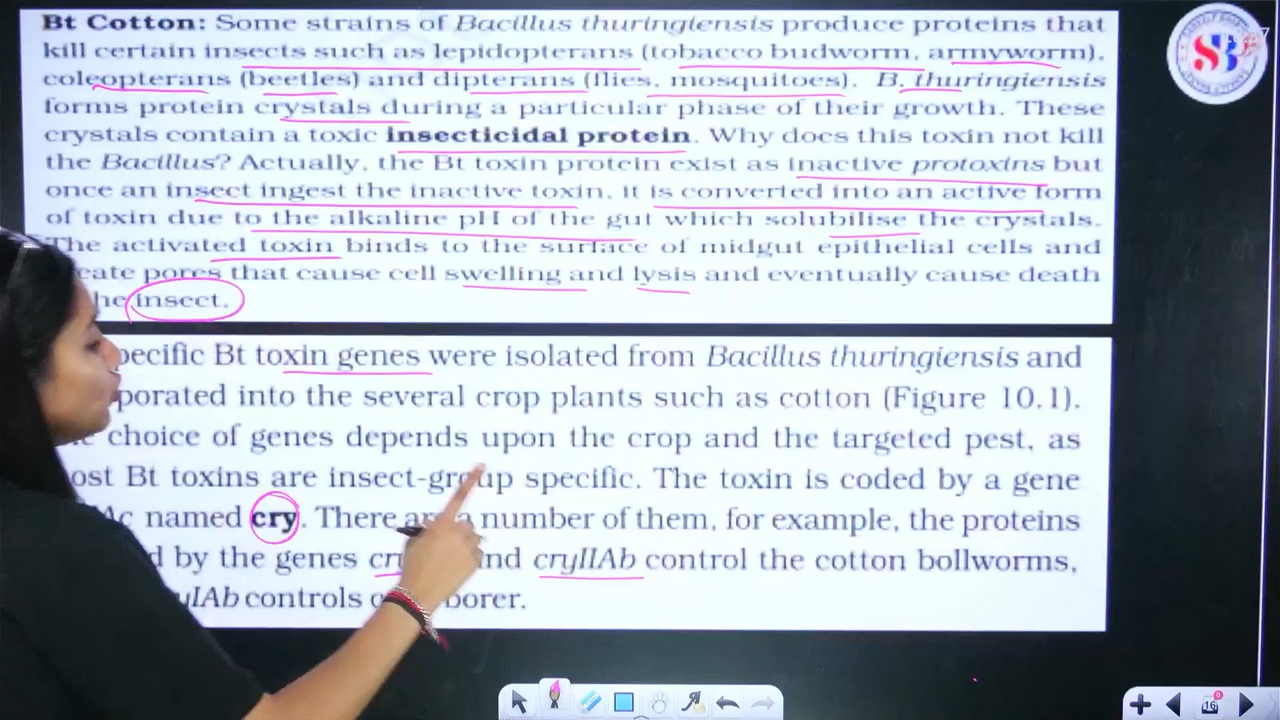 Bt Cotton: Some strains of Bacillus thuringiensis produce proteins that
kill certain insects such as lepidopterans (tobacco budworm, armyworm),
coleopterans (beetles) and dipterans (flies, mosquitoes). B. thuringiensis
forms protein crystals during a particular phase of their growth. These
crystals contain a toxic insecticidal protein. Why does this toxin not kill
the Bacillus? Actually, the Bt toxin protein exist as inactive protoxins but
once an insect ingest the inactive toxin, it is converted into an active form
of toxin due to the alkaline pH of the gut which solubilise the crystals.
The activated toxin binds to the surface of midgut epithelial cells and
pores that cause cell swelling and lysis and eventually cause death
insect.
Bt toxin genes were isolated from Bacillus thuringiensis and
into the several crop plants such as cotton (Figure 10.1).
choice of genes depends upon the crop and the targeted pest, as
Bt toxins are insect-group specific. The toxin is coded by a gene
named cry. There a number of them, for example, the proteins
by the genes and cryIIAb control the cotton bollworms,
controls borer.
SB
16